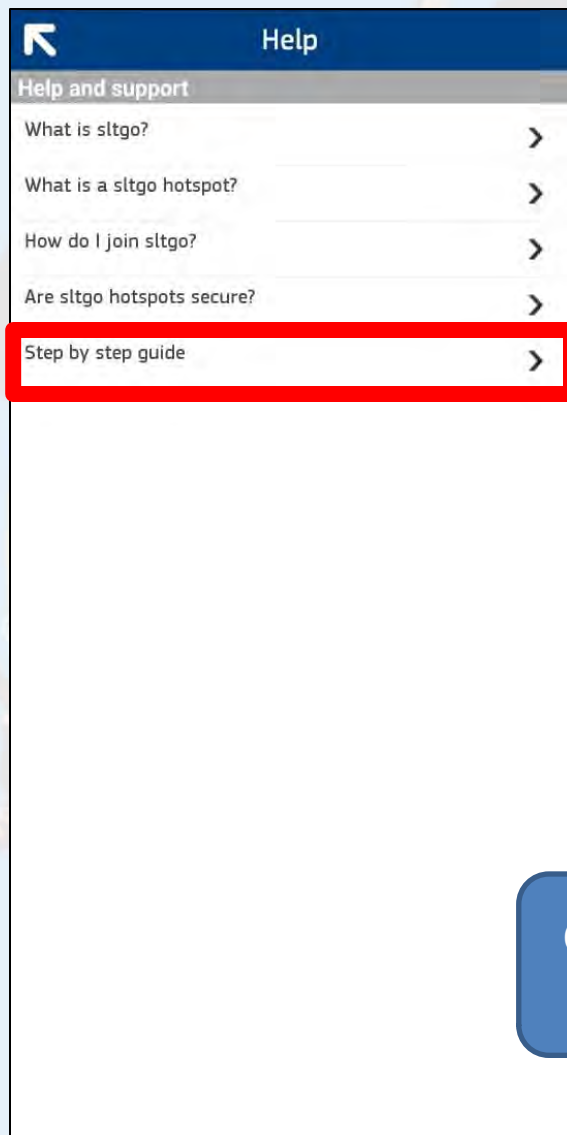 Help
Help and support
What is sltgo?
What is a sltgo hotspot?
How do I join sltgo?
Are sltgo hotspots secure?
Step by step guide